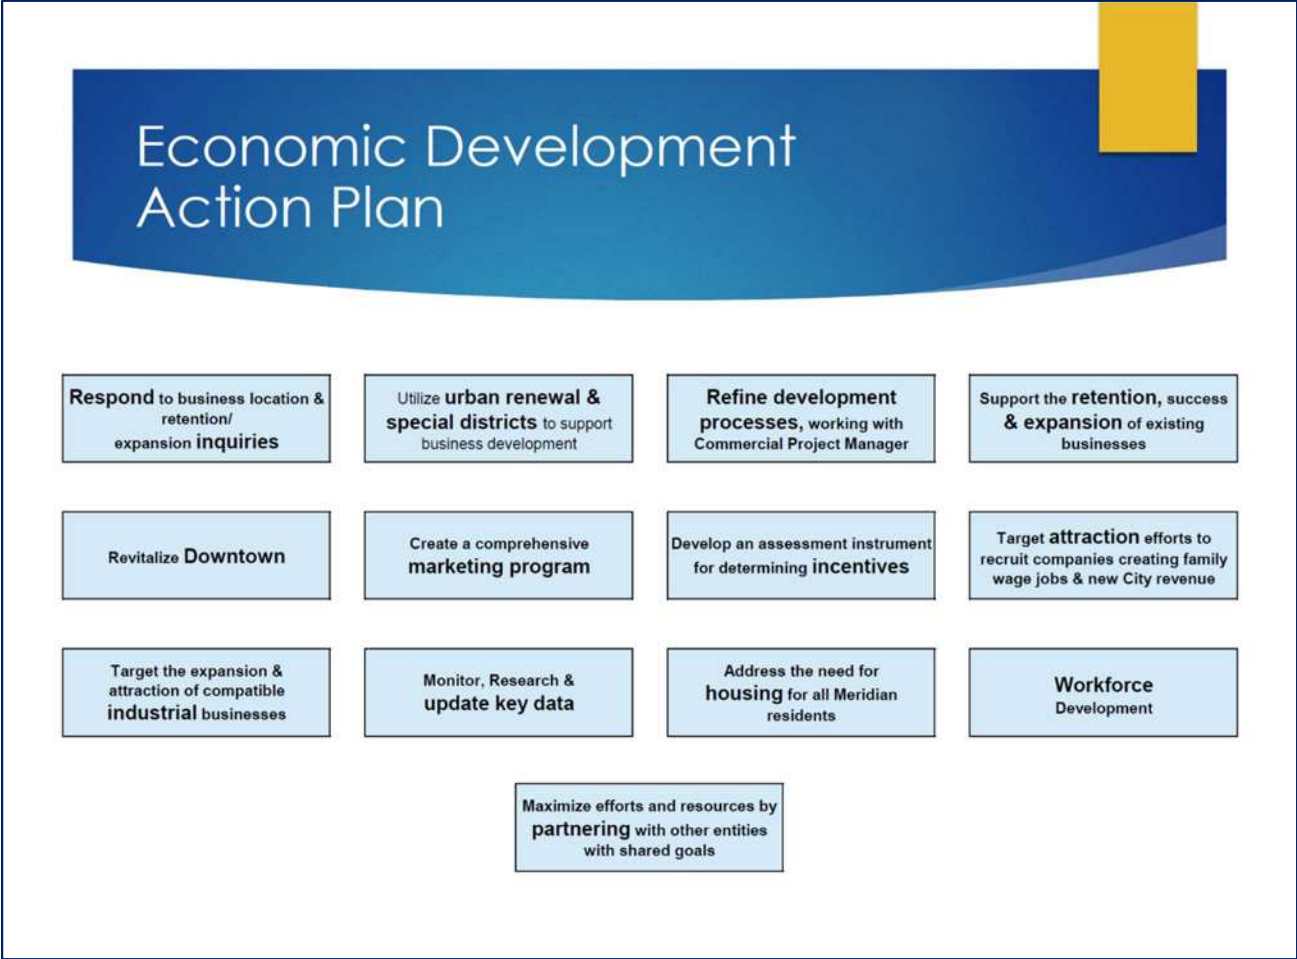 Economic Development
Action Plan
Respond to business location &
retention/
expansion inquiries
Utilize urban renewal &
special districts to support
business development
Refine development
processes, working with
Commercial Project Manager
Support the retention, success
& expansion of existing
businesses
Revitalize Downtown
Create a comprehensive
marketing program
Develop an assessment instrument
for determining incentives
Target attraction efforts to
recruit companies creating family
wage jobs & new City revenue
Target the expansion &
attraction of compatible
industrial businesses
Monitor, Research &
update key data
Address the need for
housing for all Meridian
residents
Workforce
Development
Maximize efforts and resources by
partnering with other entities
with shared goals